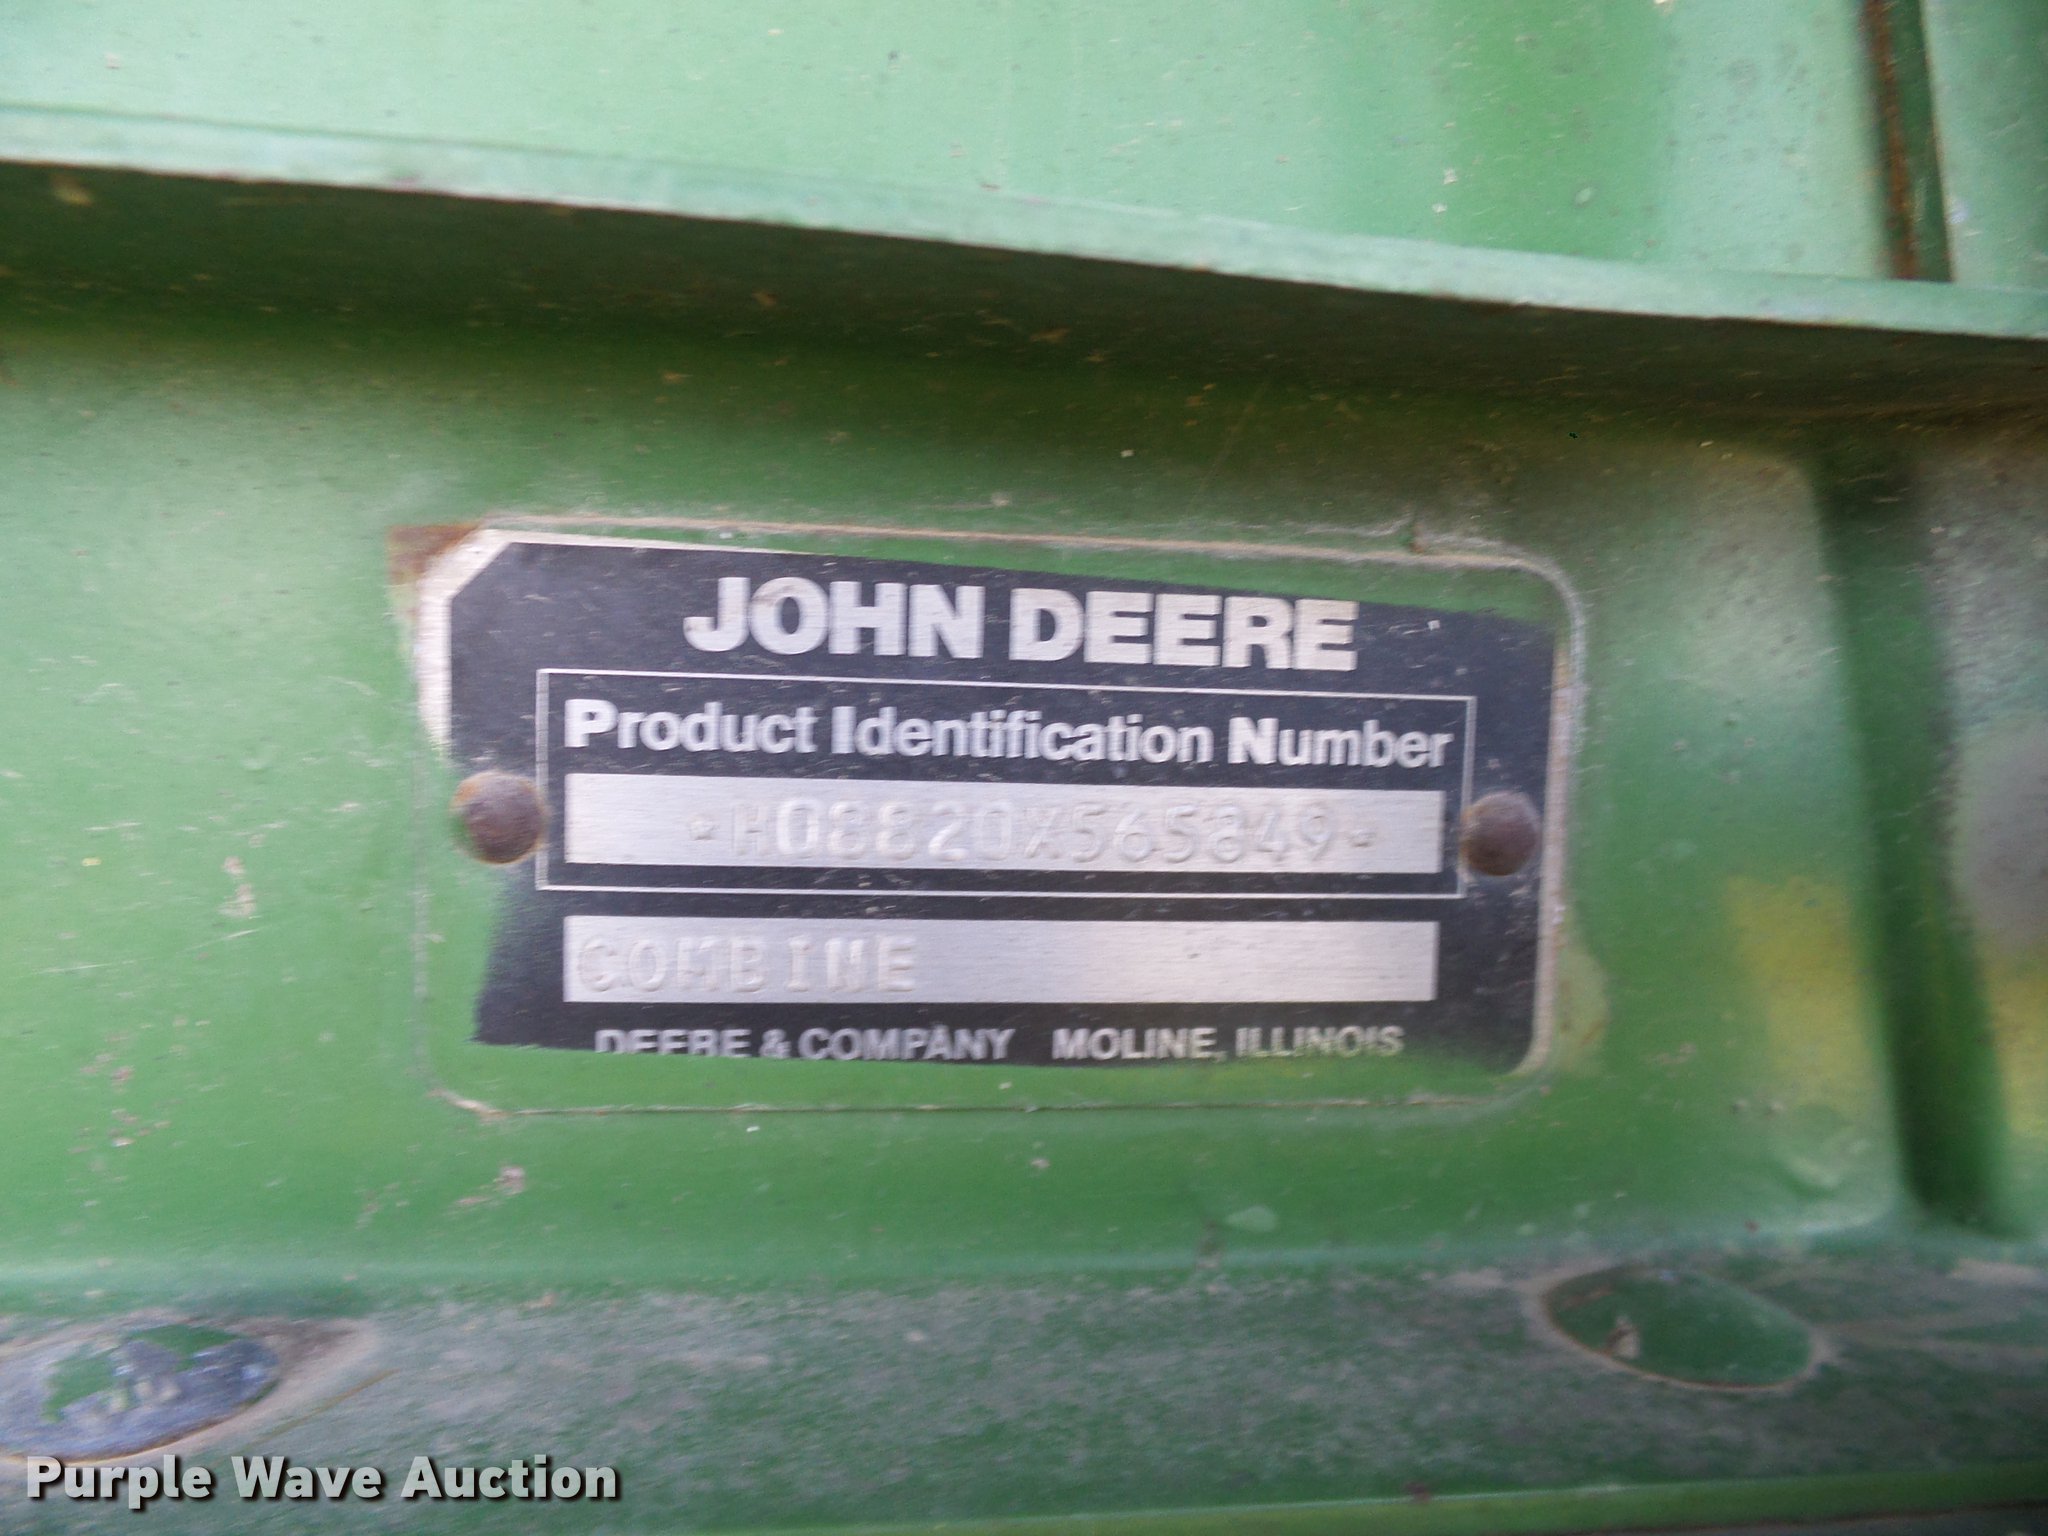 JOHN DEERE
Product Identification Number
*H08820X565849*
COMBINE
DEERE & COMPANY MOLINE, ILLINOIS
Purple Wave Auction